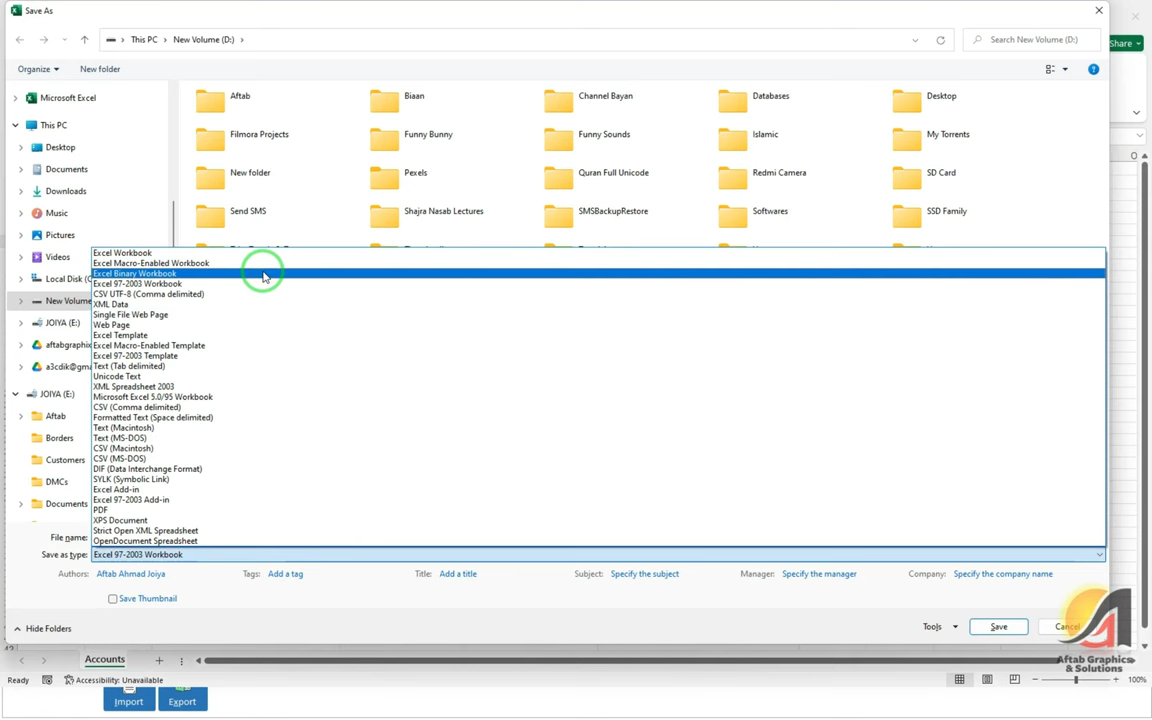 Save As
Share
This PC
New Volume (D:)
Search New Volume (D:)
Organize
New folder
Microsoft Excel
This PC
Desktop
Documents
Downloads
Music
Pictures
Videos
Local Disk (C
New Volume
JOIYA (E:)
aftabgraphix
a3cdik@gma
JOIYA (E:)
Aftab
Borders
Customers
DMCs
Documents
Aftab
Biaan
Channel Bayan
Databases
Desktop
Filmora Projects
Funny Bunny
Funny Sounds
Islamic
My Torrents
New folder
Pexels
Quran Full Unicode
Redmi Camera
SD Card
Send SMS
Shajra Nasab Lectures
SMSBackupRestore
Softwares
SSD Family
O
Excel Workbook
Excel Macro-Enabled Workbook
Excel Binary Workbook
Excel 97-2003 Workbook
CSV UTF-8 (Comma delimited)
XML Data
Single File Web Page
Web Page
Excel Template
Excel Macro-Enabled Template
Excel 97-2003 Template
Text (Tab delimited)
Unicode Text
XML Spreadsheet 2003
Microsoft Excel 5.0/95 Workbook
CSV (Comma delimited)
Formatted Text (Space delimited)
Text (Macintosh)
Text (MS-DOS)
CSV (Macintosh)
CSV (MS-DOS)
DIF (Data Interchange Format)
SYLK (Symbolic Link)
Excel Add-in
Excel 97-2003 Add-in
PDF
XPS Document
Strict Open XML Spreadsheet
OpenDocument Spreadsheet
File name:
Save as type: Excel 97-2003 Workbook
Authors: Aftab Ahmad Joiya
Tags: Add a tag
Title: Add a title
Subject: Specify the subject
Manager: Specify the manager
Company: Specify the company name
Save Thumbnail
Hide Folders
Tools
Save
Cancel
Accounts
Aftab Graphics
& Solutions
Ready
Accessibility: Unavailable
100%
Import
Export